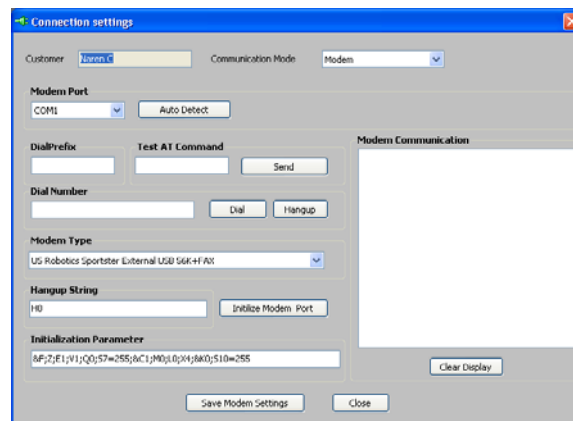 Connection settings
Customer Naren C Communication Mode Modem
Modem Port
COM1 Auto Detect
DialPrefix Test AT Command Modem Communication
Send
Dial Number
Dial Hangup
Modem Type
US Robotics Sportster External USB 56K+FAX
Hangup String
H0 Initilize Modem Port
Initialization Parameter
&F;Z;E1;V1;Q0;S7=255;&C1;M0;L0;X4;&K0;S10=255
Clear Display
Save Modem Settings Close